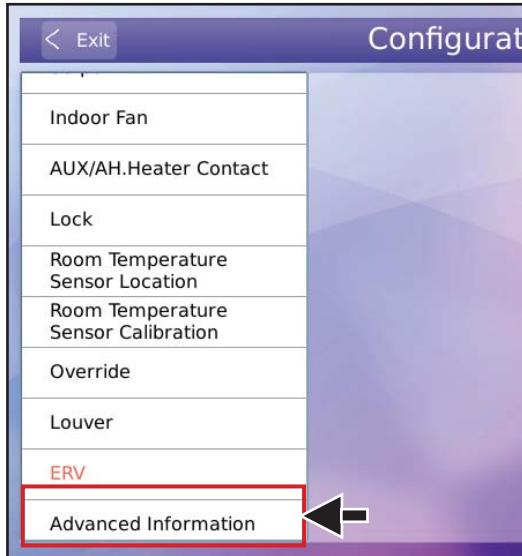 Exit
Configurat
Indoor Fan
AUX/AH.Heater Contact
Lock
Room Temperature
Sensor Location
Room Temperature
Sensor Calibration
Override
Louver
ERV
Advanced Information